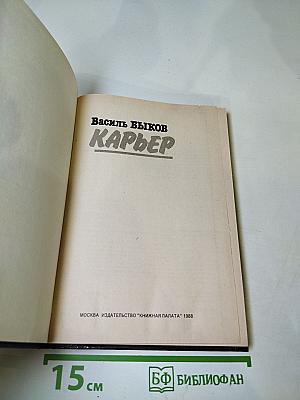 Василь БЫКОВ
КАРЬЕР
МОСКВА ИЗДАТЕЛЬСТВО "КНИЖНАЯ ПАЛАТА" 1988
15 см
БФ БИБЛИОФАН